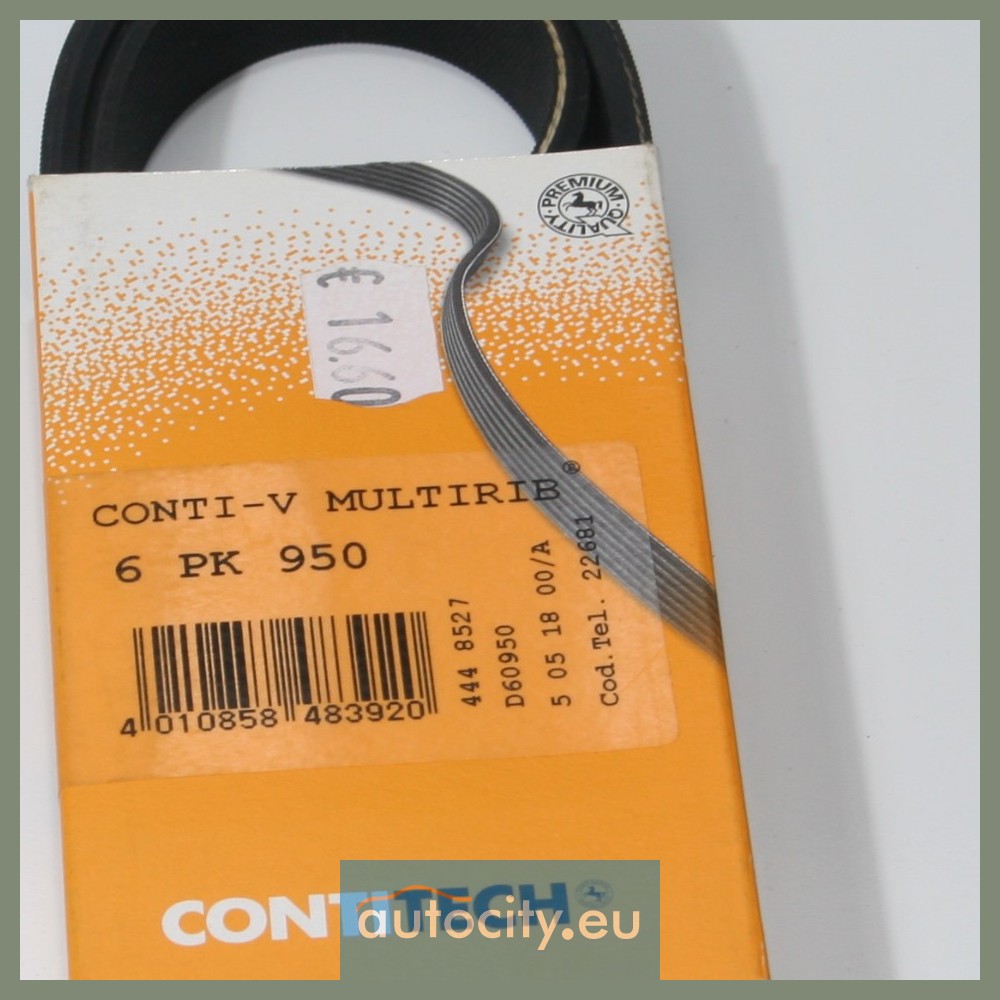 PREMIUM · QUALITY ·
€ 16.60
CONTI-V MULTIRIB®
6 PK 950
4 010858 483920
444 8527
D60950
5 05 18 00/A
Cod.Tel. 22681
CONTITECH®
autocity.eu